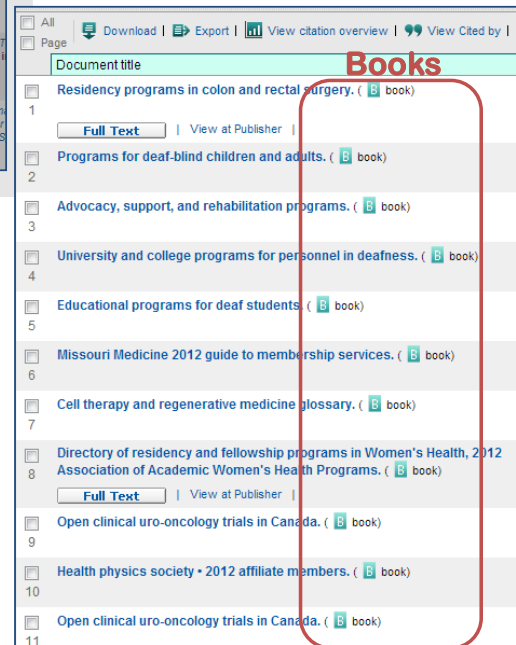 All
Page
Download | Export | View citation overview | 99 View Cited by |
Books
Document title
Residency programs in colon and rectal surgery. ( B book)
1
Full Text | View at Publisher |
Programs for deaf-blind children and adults. ( B book)
2
Advocacy, support, and rehabilitation programs. ( B book)
3
University and college programs for personnel in deafness. ( B book)
4
Educational programs for deaf students. ( B book)
5
Missouri Medicine 2012 guide to membership services. ( B book)
6
Cell therapy and regenerative medicine glossary. ( B book)
7
Directory of residency and fellowship programs in Women's Health, 2012
Association of Academic Women's Health Programs. ( B book)
8
Full Text | View at Publisher |
Open clinical uro-oncology trials in Canada. ( B book)
9
Health physics society • 2012 affiliate members. ( B book)
10
Open clinical uro-oncology trials in Canada. ( B book)
11